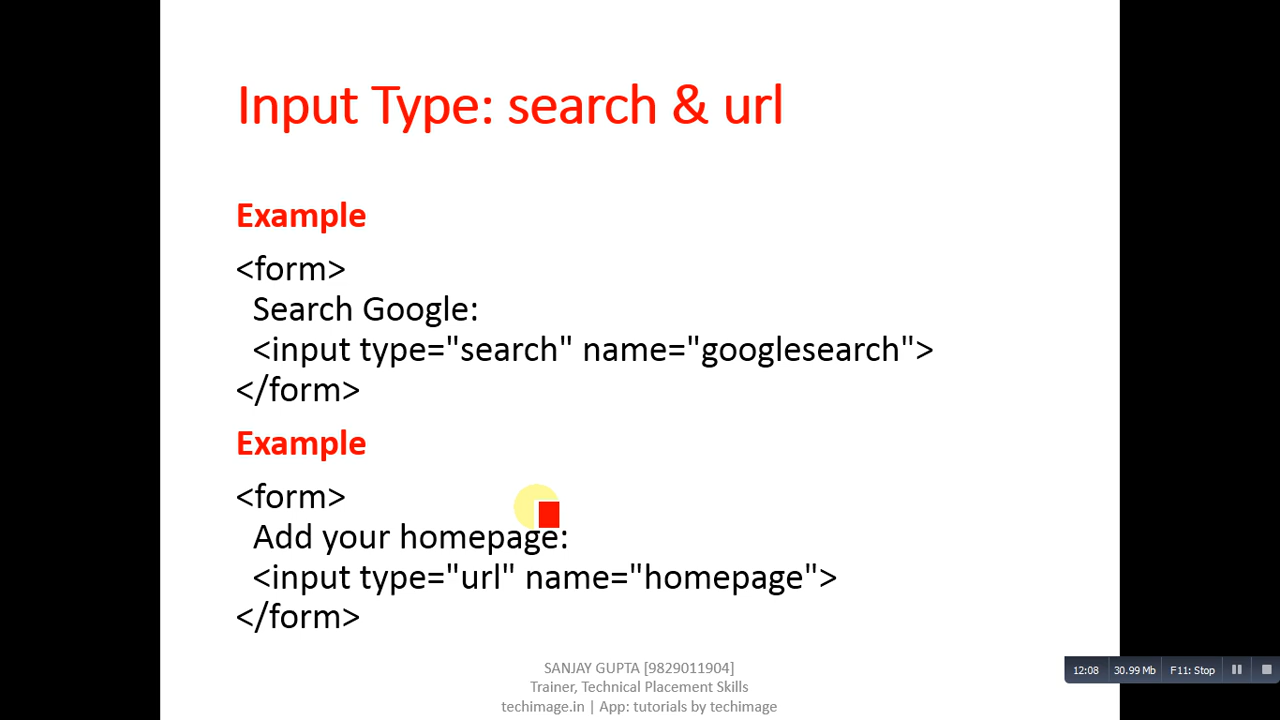 Input Type: search & url
Example
<form>
Search Google:
<input type="search" name="googlesearch">
</form>
Example
<form>
Add your homepage:
<input type="url" name="homepage">
</form>
SANJAY GUPTA [9829011904]
Trainer, Technical Placement Skills
techimage.in | App: tutorials by techimage
12:08 30.99 Mb F11: Stop